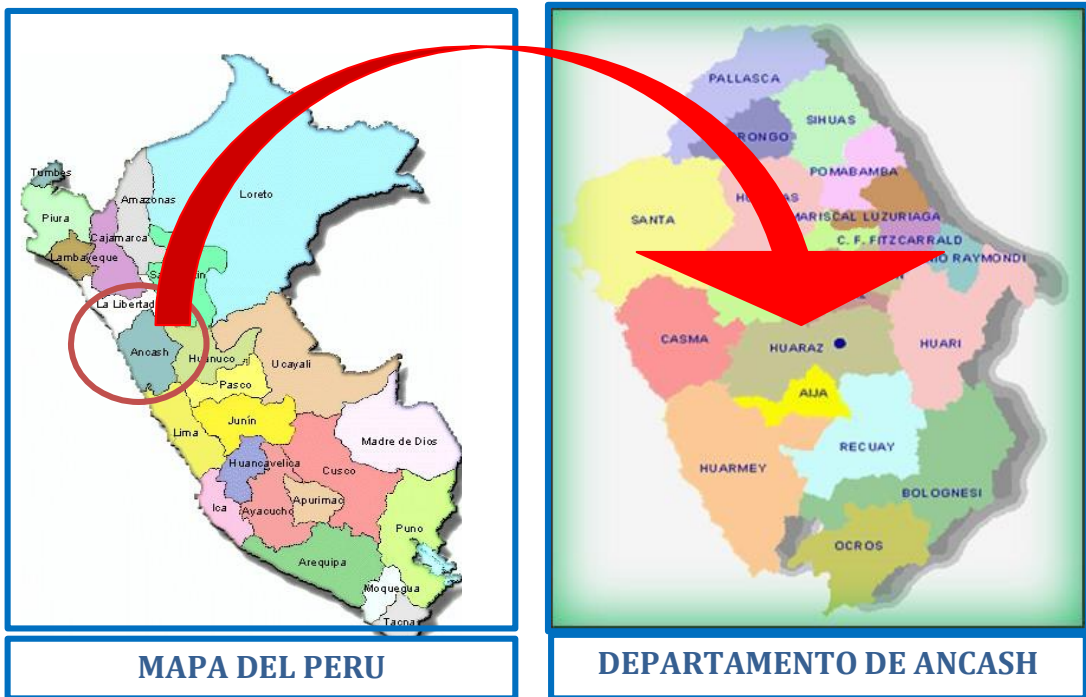 Tumbes
Loreto
Amazonas
Piura
Cajamarca
Lambayeque
La Libertad
Ancash
Huanuco
Ucayali
Pasco
Junín
Lima
Madre de Dios
Huancavelica
Cusco
Ica
Ayacucho
Apurimac
Puno
Arequipa
Moquegua
Tacna
MAPA DEL PERU
PALLASCA
SIHUAS
POMABAMBA
SANTA
MARISCAL LUZURIAGA
C. F. FITZCARRALD
RAYMONDI
CASMA
HUARAZ
HUARI
AIJA
RECUAY
HUARMEY
BOLOGNESI
OCROS
DEPARTAMENTO DE ANCASH